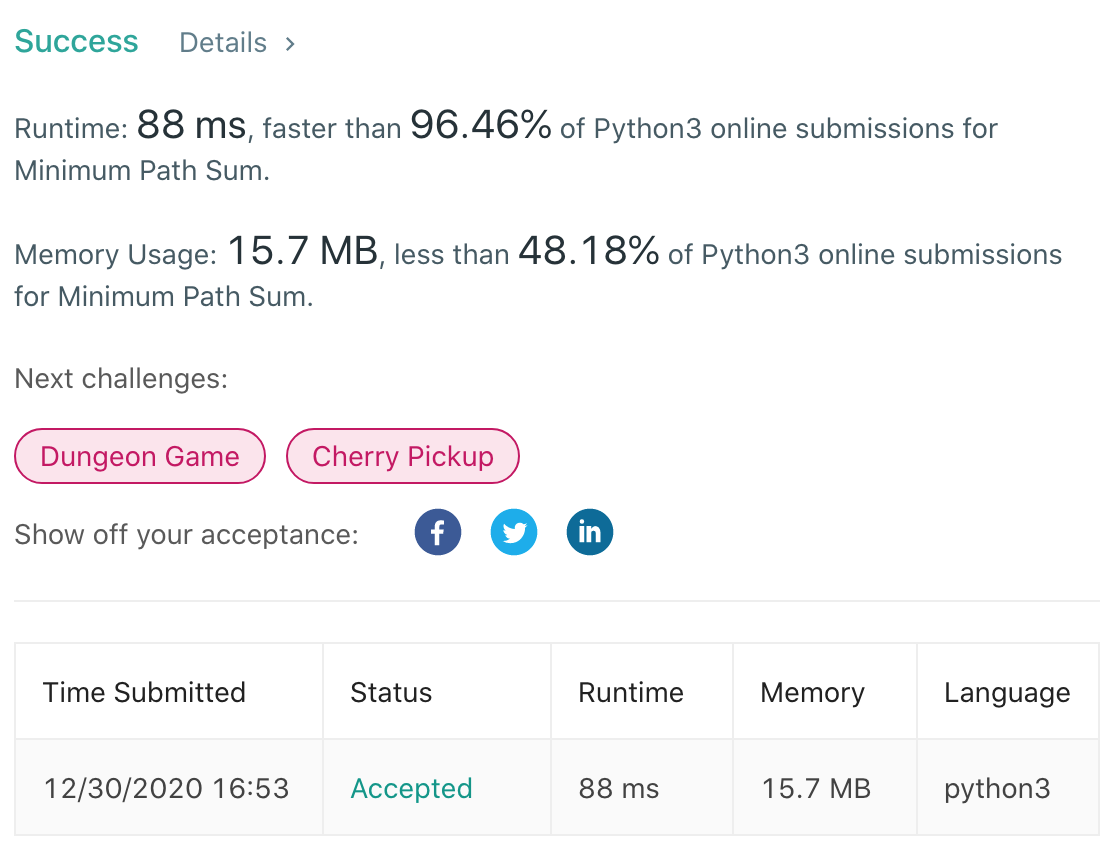 Success Details >
Runtime: 88 ms, faster than 96.46% of Python3 online submissions for
Minimum Path Sum.
Memory Usage: 15.7 MB, less than 48.18% of Python3 online submissions
for Minimum Path Sum.
Next challenges:
Dungeon Game Cherry Pickup
Show off your acceptance: f in
Time Submitted Status Runtime Memory Language
12/30/2020 16:53 Accepted 88 ms 15.7 MB python3